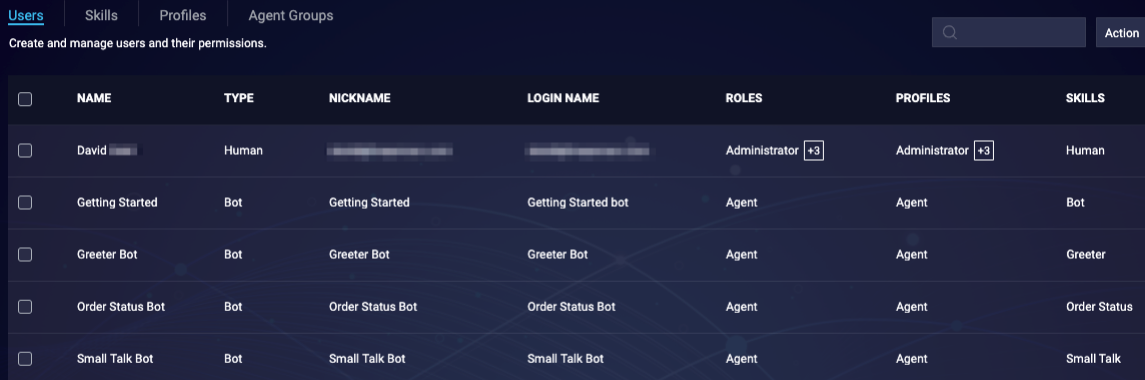 Users Skills Profiles Agent Groups
Create and manage users and their permissions.
Action
NAME TYPE NICKNAME LOGIN NAME ROLES PROFILES SKILLS
David Human Administrator +3 Administrator +3 Human
Getting Started Bot Getting Started Getting Started bot Agent Agent Bot
Greeter Bot Bot Greeter Bot Greeter Bot Agent Agent Greeter
Order Status Bot Bot Order Status Bot Order Status Bot Agent Agent Order Status
Small Talk Bot Bot Small Talk Bot Small Talk Bot Agent Agent Small Talk